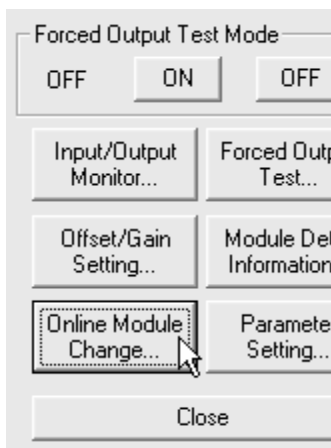 Forced Output Test Mode
OFF ON OFF
Input/Output
Monitor...
Forced Outp
Test...
Offset/Gain
Setting...
Module Det
Information
Online Module
Change...
Paramete
Setting...
Close